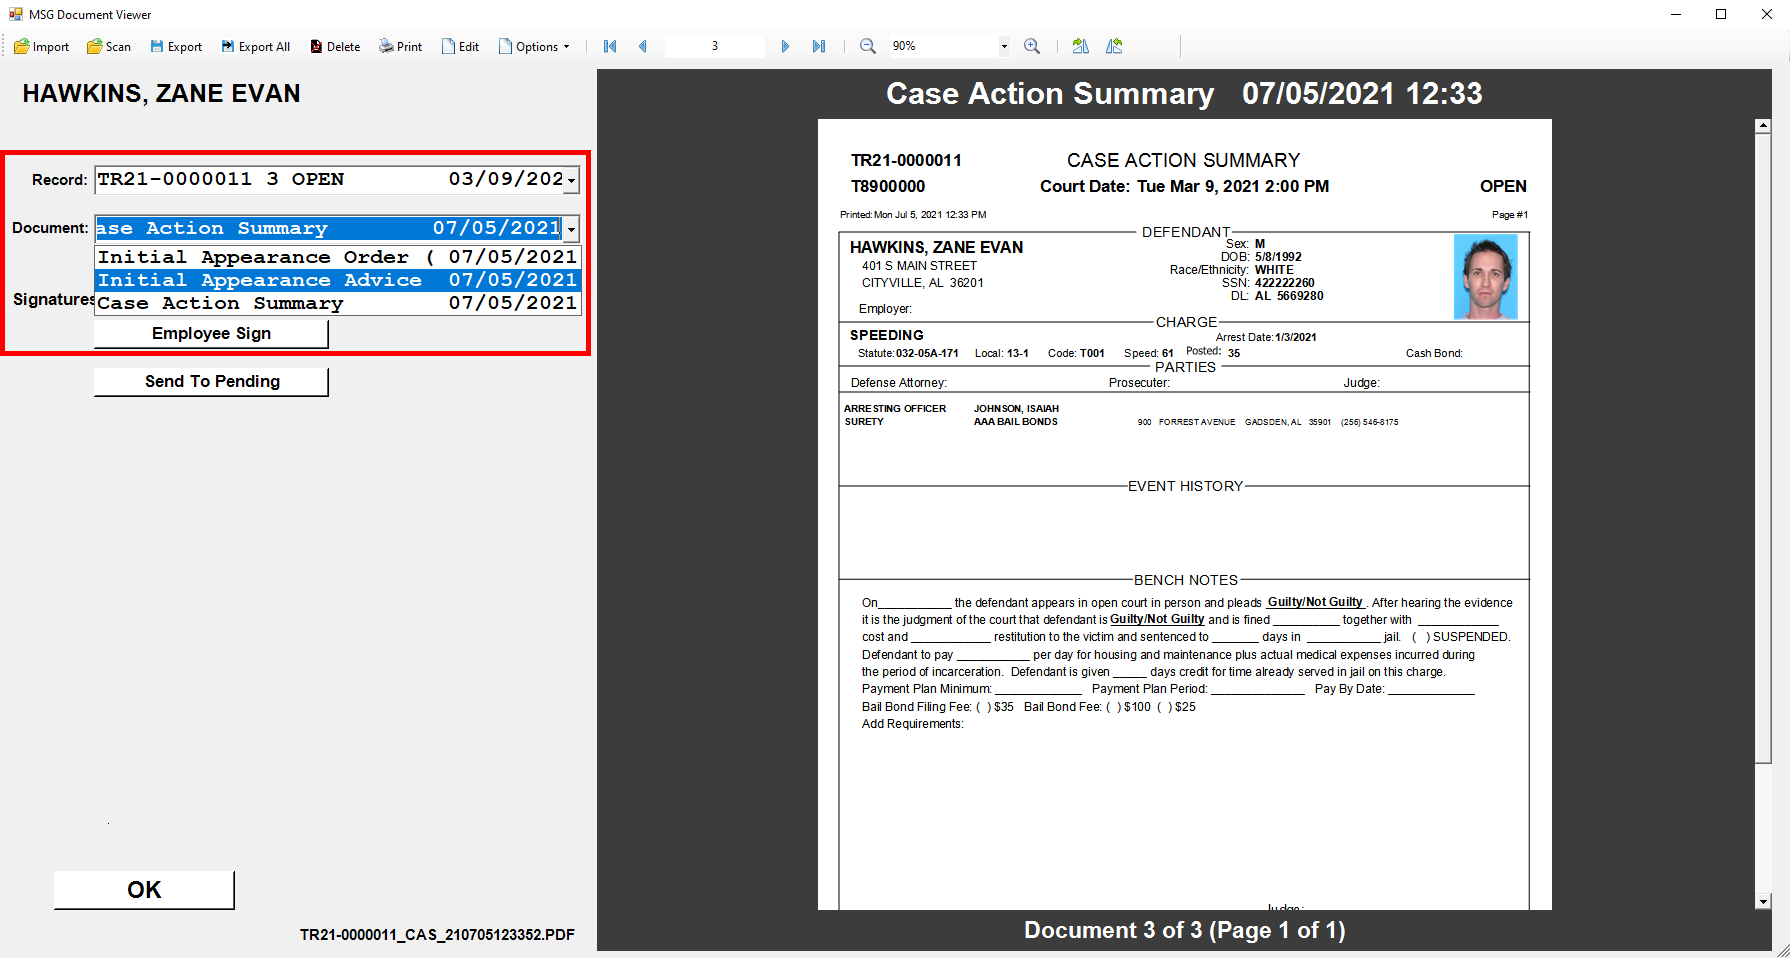 MSG Document Viewer
Import Scan Export Export All Delete Print Edit Options 3 90%
HAWKINS, ZANE EVAN
Record: TR21-0000011 3 OPEN 03/09/202
Document: ase Action Summary 07/05/2021
Initial Appearance Order ( 07/05/2021
Initial Appearance Advice 07/05/2021
Signatures
Case Action Summary 07/05/2021
Employee Sign
Send To Pending
OK
TR21-0000011_CAS_210705123352.PDF
Case Action Summary 07/05/2021 12:33
TR21-0000011 CASE ACTION SUMMARY
T8900000 Court Date: Tue Mar 9, 2021 2:00 PM OPEN
Printed: Mon Jul 5, 2021 12:33 PM Page #1
DEFENDANT
HAWKINS, ZANE EVAN Sex: M
401 S MAIN STREET DOB: 5/8/1992
CITYVILLE, AL 36201 Race/Ethnicity: WHITE
SSN: 422222260
DL: AL 5669280
Employer:
CHARGE
SPEEDING Arrest Date: 1/3/2021
Statute: 032-05A-171 Local: 13-1 Code: T001 Speed: 61 Posted: 35 Cash Bond:
PARTIES
Defense Attorney: Prosecuter: Judge:
ARRESTING OFFICER JOHNSON, ISAIAH
SURETY AAA BAIL BONDS 900 FORREST AVENUE GADSDEN, AL 35901 (256) 546-8175
EVENT HISTORY
BENCH NOTES
On___________ the defendant appears in open court in person and pleads Guilty/Not Guilty . After hearing the evidence
it is the judgment of the court that defendant is Guilty/Not Guilty and is fined __________ together with ____________
cost and ____________ restitution to the victim and sentenced to _______ days in ___________ jail. ( ) SUSPENDED.
Defendant to pay ___________ per day for housing and maintenance plus actual medical expenses incurred during
the period of incarceration. Defendant is given _____ days credit for time already served in jail on this charge.
Payment Plan Minimum: _____________ Payment Plan Period: ______________ Pay By Date: _____________
Bail Bond Filing Fee: ( ) $35 Bail Bond Fee: ( ) $100 ( ) $25
Add Requirements:
Judge:
Document 3 of 3 (Page 1 of 1)